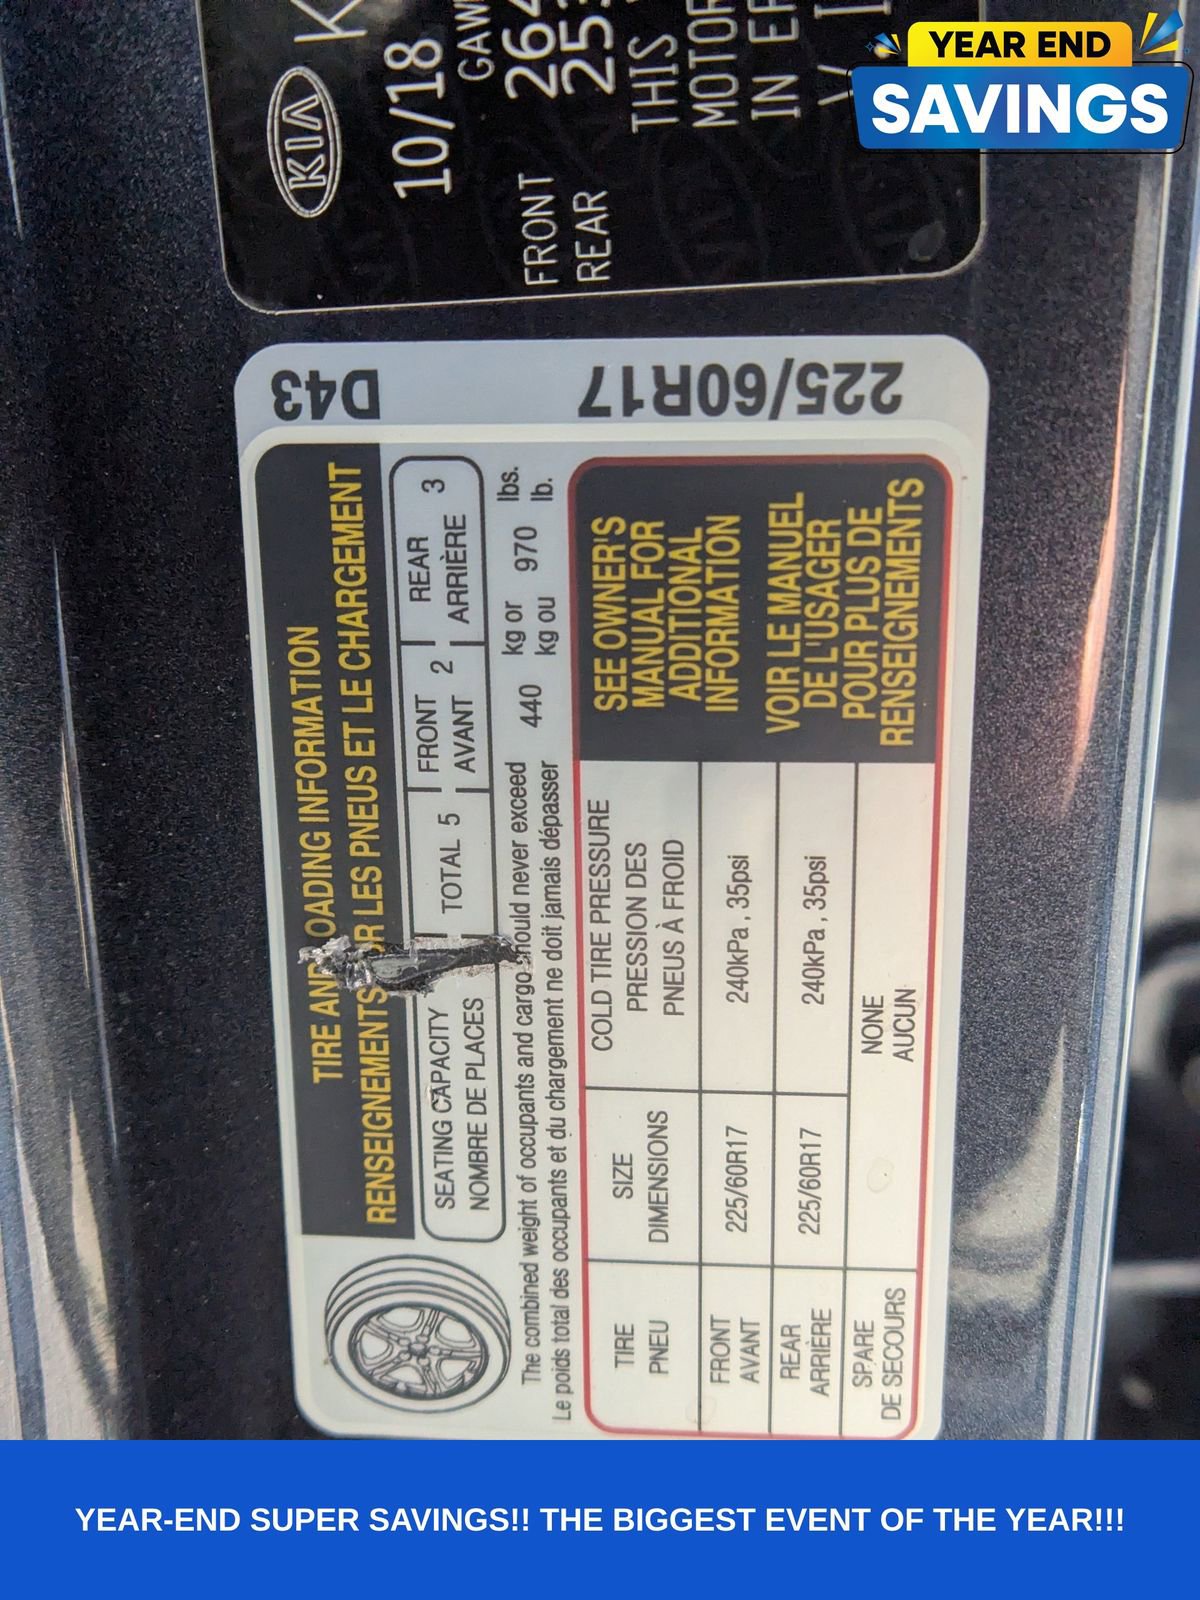 YEAR END
SAVINGS
KIA
10/18
FRONT
REAR
THIS
IN
D43
225/60R17
TIRE AND LOADING INFORMATION
RENSEIGNEMENTS SUR LES PNEUS ET LE CHARGEMENT
SEATING CAPACITY
NOMBRE DE PLACES
TOTAL 5
FRONT
AVANT
2
REAR
ARRIÈRE
3
The combined weight of occupants and cargo should never exceed 440 kg or 970 lbs.
Le poids total des occupants et du chargement ne doit jamais dépasser 440 kg ou 970 lb.
TIRE
PNEU
SIZE
DIMENSIONS
COLD TIRE PRESSURE
PRESSION DES
PNEUS À FROID
FRONT
AVANT
225/60R17
240kPa, 35psi
REAR
ARRIÈRE
225/60R17
240kPa, 35psi
SPARE
DE SECOURS
NONE
AUCUN
SEE OWNER'S
MANUAL FOR
ADDITIONAL
INFORMATION
VOIR LE MANUEL
DE L'USAGER
POUR PLUS DE
RENSEIGNEMENTS
YEAR-END SUPER SAVINGS!! THE BIGGEST EVENT OF THE YEAR!!!